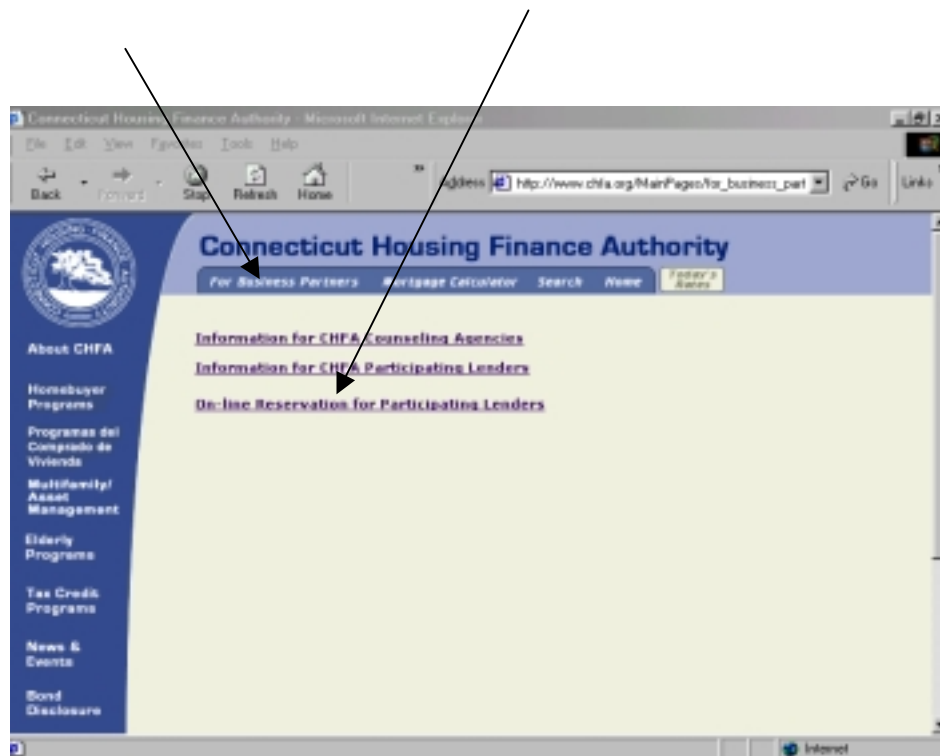 Connecticut Housing Finance Authority - Microsoft Internet Explorer
File Edit View Favorites Tools Help
Back Forward Stop Refresh Home » Address http://www.chfa.org/MainPages/for_business_part Go Links
Connecticut Housing Finance Authority
For Business Partners Mortgage Calculator Search Home Today's Rates
Information for CHFA Counseling Agencies
Information for CHFA Participating Lenders
On-line Reservation for Participating Lenders
About CHFA
Homebuyer
Programs
Programas del
Comprado de
Vivienda
Multifamily/
Asset
Management
Elderly
Programs
Tax Credit
Programs
News &
Events
Bond
Disclosure
Internet